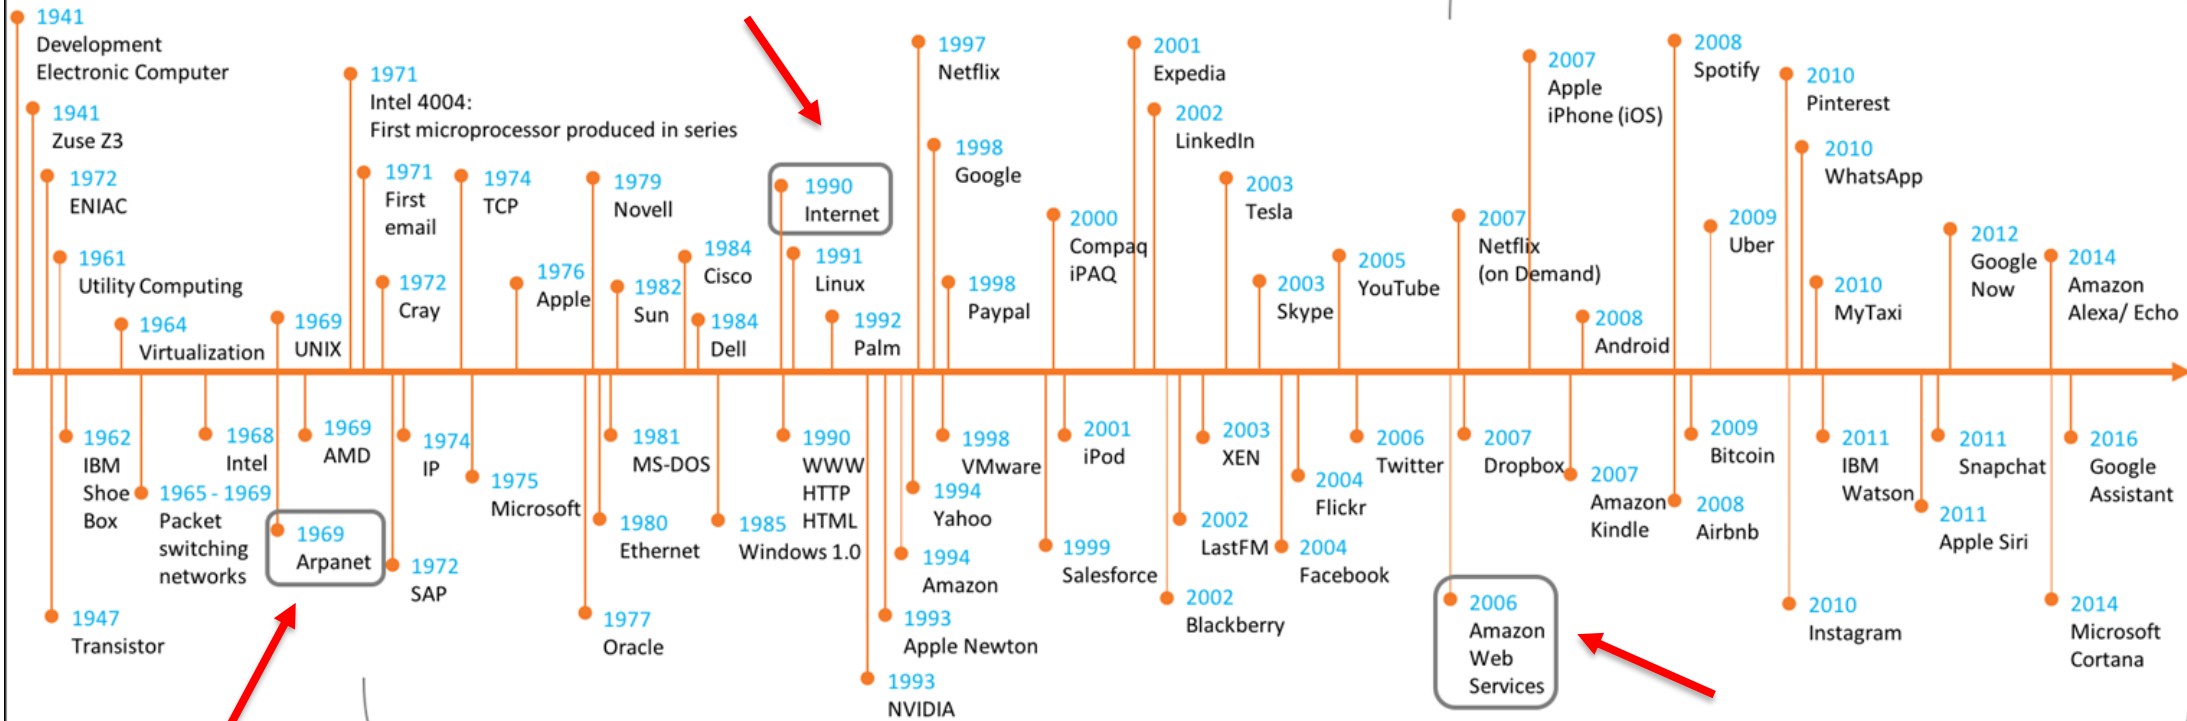 1941
Development
Electronic Computer
1941
Zuse Z3
1972
ENIAC
1961
Utility Computing
1964
Virtualization
1969
UNIX
1971
Intel 4004:
First microprocessor produced in series
1971
First
email
1972
Cray
1974
TCP
1976
Apple
1979
Novell
1982
Sun
1984
Cisco
1984
Dell
1990
Internet
1991
Linux
1992
Palm
1997
Netflix
1998
Google
1998
Paypal
2000
Compaq
iPAQ
2001
Expedia
2002
LinkedIn
2003
Tesla
2003
Skype
2005
YouTube
2007
Netflix
(on Demand)
2007
Apple
iPhone (iOS)
2008
Android
2008
Spotify
2009
Uber
2010
Pinterest
2010
WhatsApp
2010
MyTaxi
2012
Google
Now
2014
Amazon
Alexa/ Echo
1947
Transistor
1962
IBM
Shoe
Box
1965 - 1969
Packet
switching
networks
1968
Intel
1969
Arpanet
1969
AMD
1972
SAP
1974
IP
1975
Microsoft
1977
Oracle
1980
Ethernet
1981
MS-DOS
1985
Windows 1.0
1990
WWW
HTTP
HTML
1993
NVIDIA
1993
Apple Newton
1994
Amazon
1994
Yahoo
1998
VMware
1999
Salesforce
2001
iPod
2002
Blackberry
2002
LastFM
2003
XEN
2004
Facebook
2004
Flickr
2006
Twitter
2006
Amazon
Web
Services
2007
Dropbox
2007
Amazon
Kindle
2008
Airbnb
2009
Bitcoin
2010
Instagram
2011
IBM
Watson
2011
Apple Siri
2011
Snapchat
2014
Microsoft
Cortana
2016
Google
Assistant